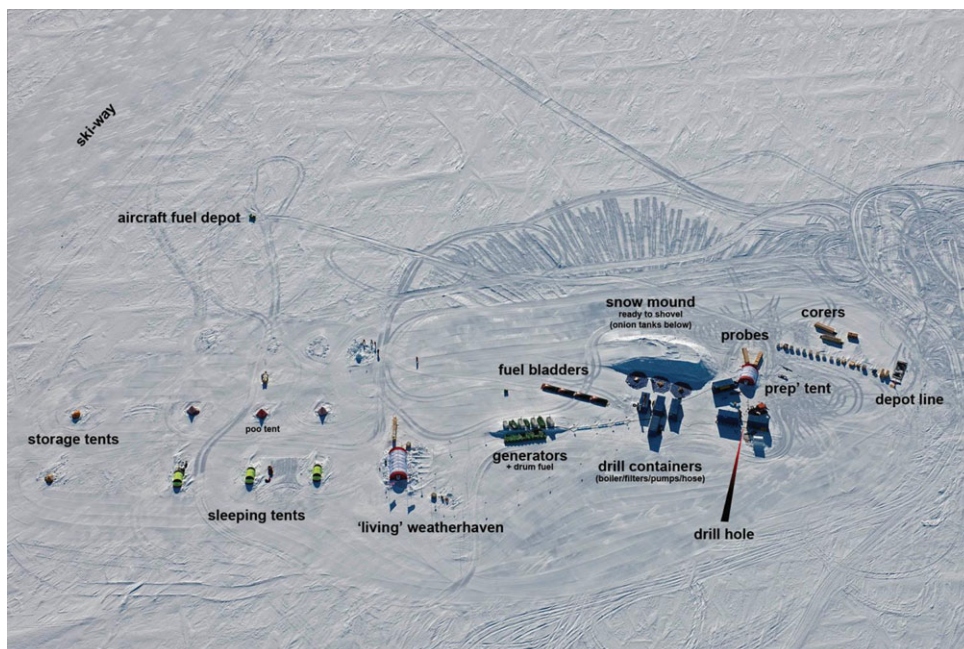 ski-way
aircraft fuel depot
snow mound
ready to shovel
(onion tanks below)
corers
probes
fuel bladders
prep' tent
depot line
storage tents
poo tent
generators
+ drum fuel
drill containers
(boiler/filters/pumps/hose)
sleeping tents
'living' weatherhaven
drill hole